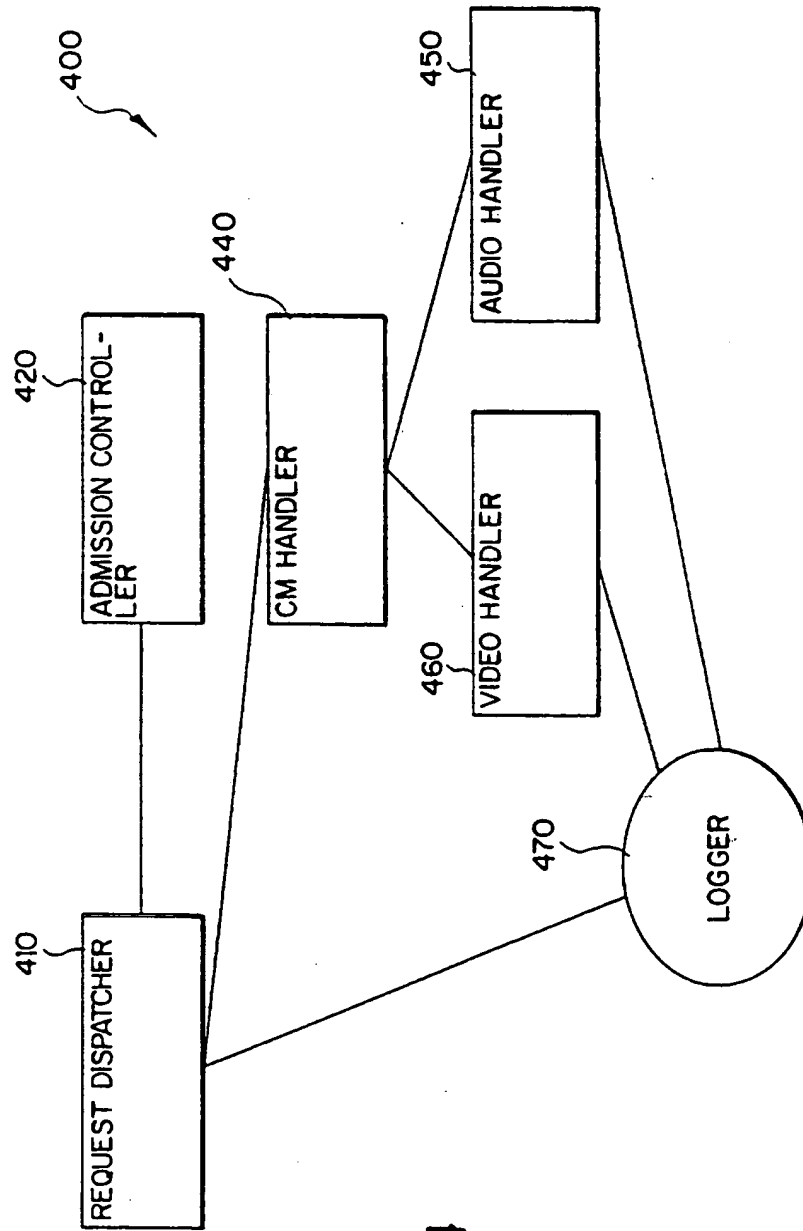 400
410
REQUEST DISPATCHER
420
ADMISSION CONTROL-
LER
440
CM HANDLER
460
VIDEO HANDLER
450
AUDIO HANDLER
470
LOGGER